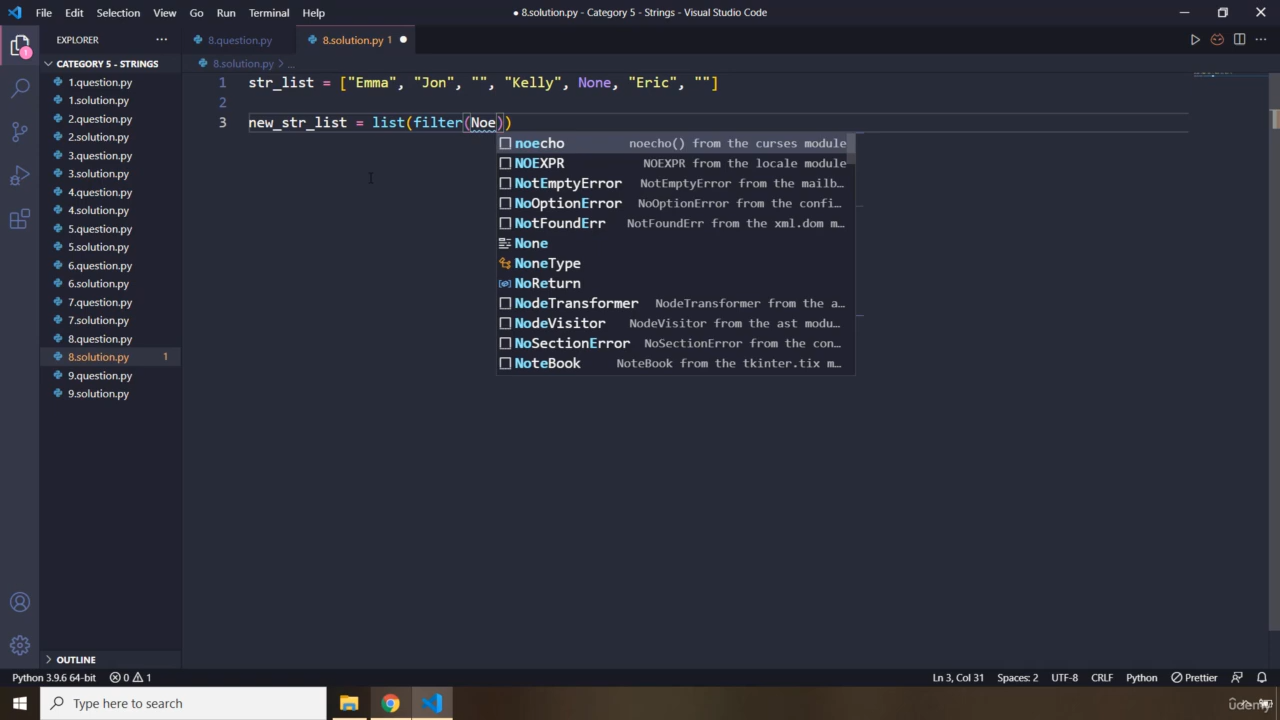 File Edit Selection View Go Run Terminal Help
● 8.solution.py - Category 5 - Strings - Visual Studio Code
EXPLORER ···
8.question.py
8.solution.py 1 ●
CATEGORY 5 - STRINGS
8.solution.py > ...
1.question.py
1.solution.py
2.question.py
2.solution.py
3.question.py
3.solution.py
4.question.py
4.solution.py
5.question.py
5.solution.py
6.question.py
6.solution.py
7.question.py
7.solution.py
8.question.py
8.solution.py 1
9.question.py
9.solution.py
1 str_list = ["Emma", "Jon", "", "Kelly", None, "Eric", ""]
2
3 new_str_list = list(filter(Noe))
noecho noecho() from the curses module
NOEXPR NOEXPR from the locale module
NotEmptyError NotEmptyError from the mailb…
NoOptionError NoOptionError from the confi…
NotFoundErr NotFoundErr from the xml.dom m…
None
NoneType
NoReturn
NodeTransformer NodeTransformer from the a…
NodeVisitor NodeVisitor from the ast modu…
NoSectionError NoSectionError from the con…
NoteBook NoteBook from the tkinter.tix m…
OUTLINE
Python 3.9.6 64-bit 0 1 Ln 3, Col 31 Spaces: 2 UTF-8 CRLF Python Prettier
Type here to search
udemy